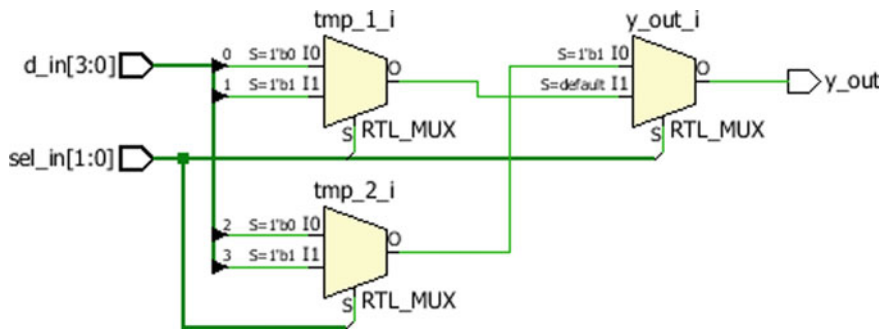 tmp_1_i
y_out_i
d_in[3:0]
0 S=1'b0 I0
1 S=1'b1 I1
O
S
RTL_MUX
S=1'b1 I0
S=default I1
O
S
RTL_MUX
y_out
sel_in[1:0]
tmp_2_i
2 S=1'b0 I0
3 S=1'b1 I1
O
S
RTL_MUX